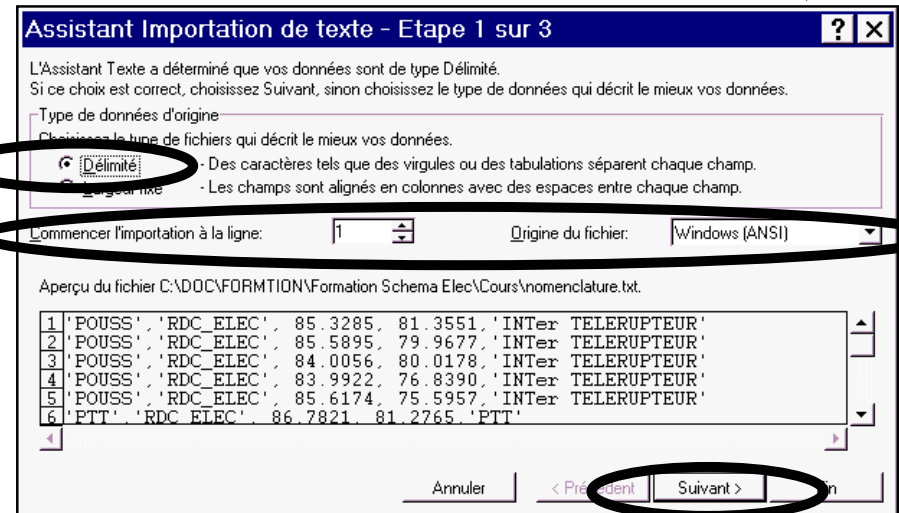 Assistant Importation de texte - Etape 1 sur 3
L'Assistant Texte a déterminé que vos données sont de type Délimité.
Si ce choix est correct, choisissez Suivant, sinon choisissez le type de données qui décrit le mieux vos données.
Type de données d'origine
Choisissez le type de fichiers qui décrit le mieux vos données.
Délimité - Des caractères tels que des virgules ou des tabulations séparent chaque champ.
Largeur fixe - Les champs sont alignés en colonnes avec des espaces entre chaque champ.
Commencer l'importation à la ligne: 1 Origine du fichier: Windows (ANSI)
Aperçu du fichier C:\DOC\FORMTION\Formation Schema Elec\Cours\nomenclature.txt.
1 'POUSS','RDC_ELEC', 85.3285, 81.3551,'INTer TELERUPTEUR'
2 'POUSS','RDC_ELEC', 85.5895, 79.9677,'INTer TELERUPTEUR'
3 'POUSS','RDC_ELEC', 84.0056, 80.0178,'INTer TELERUPTEUR'
4 'POUSS','RDC_ELEC', 83.9922, 76.8390,'INTer TELERUPTEUR'
5 'POUSS','RDC_ELEC', 85.6174, 75.5957,'INTer TELERUPTEUR'
6 'PTT','RDC_ELEC', 86.7821, 81.2765,'PTT'
Annuler < Précédent Suivant >